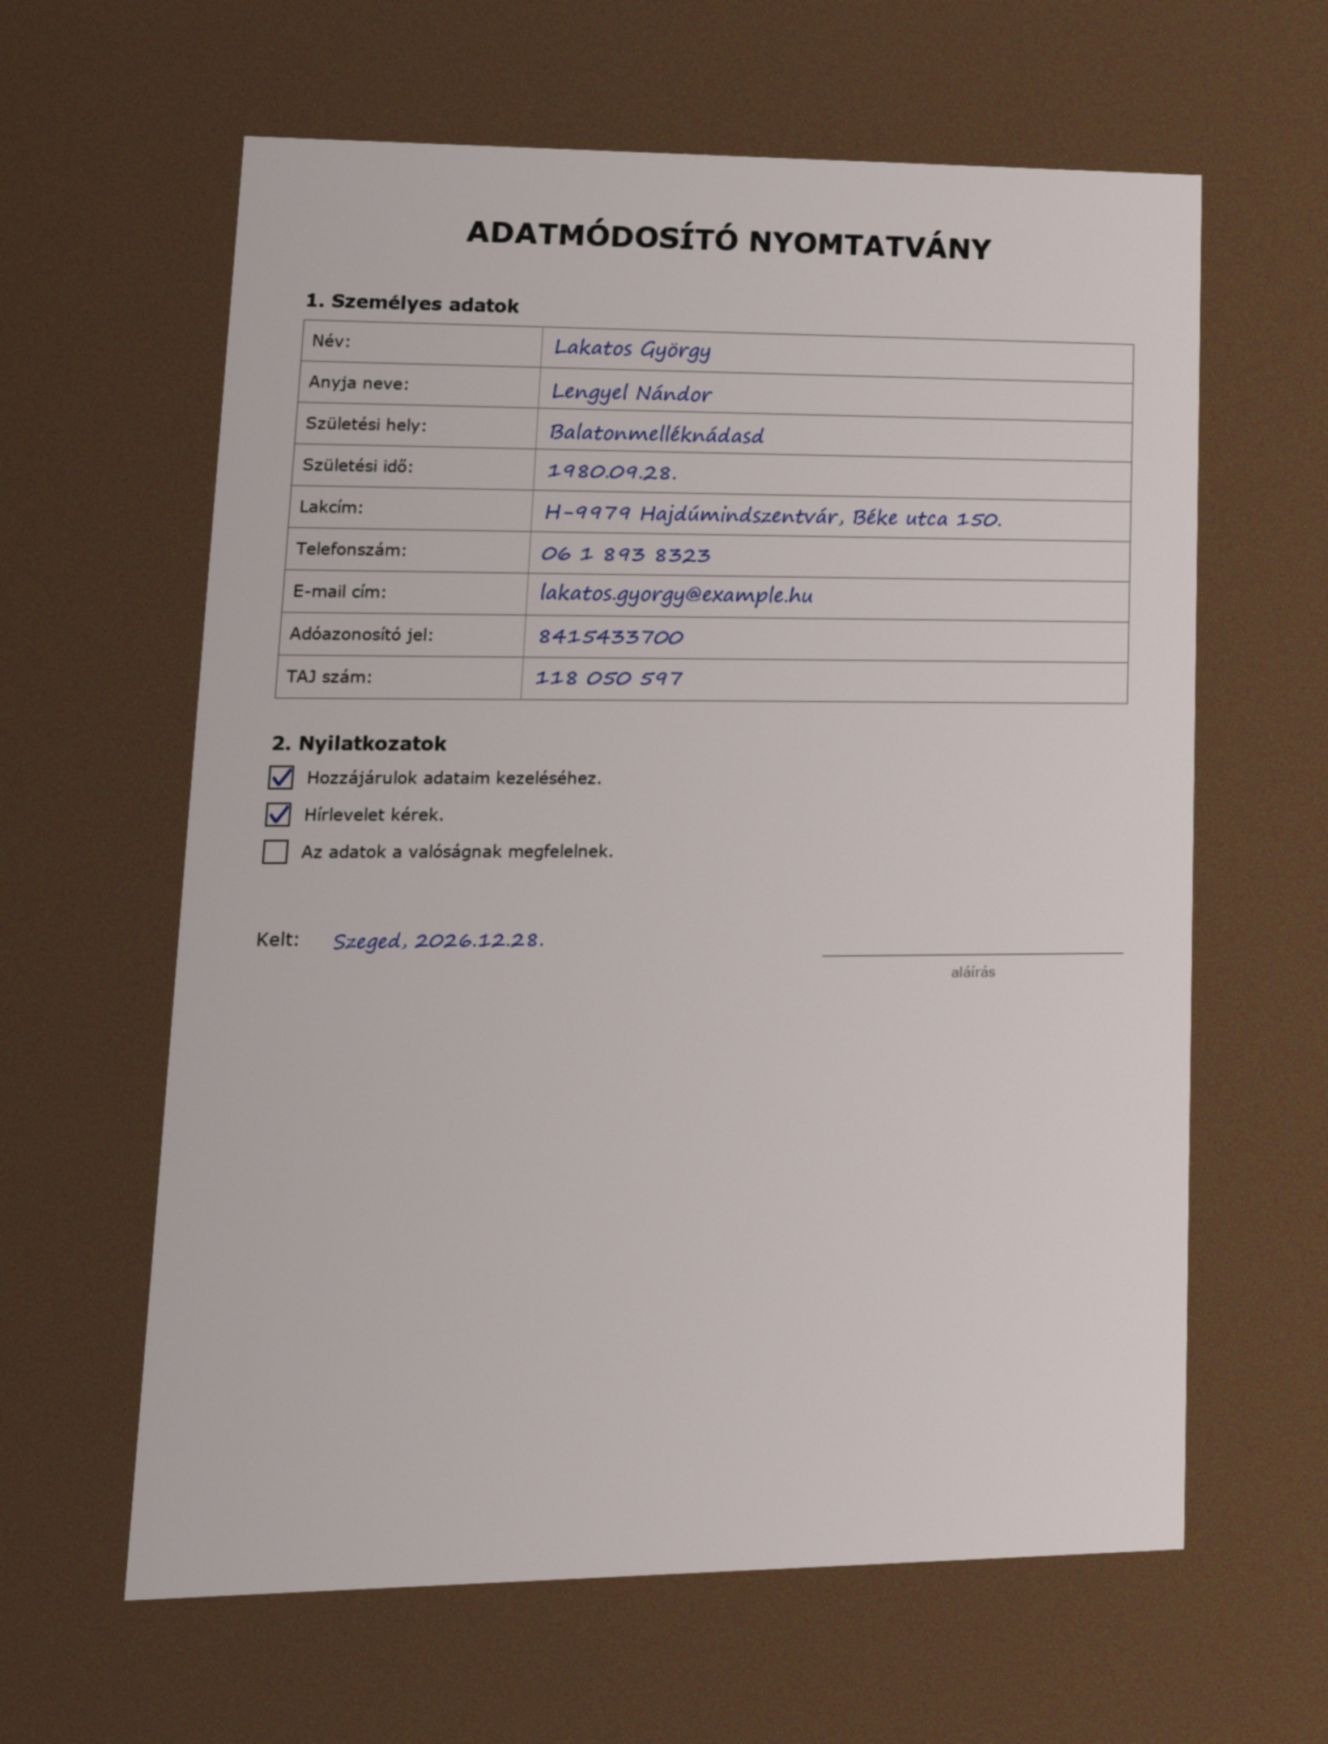 ADATMÓDOSÍTÓ NYOMTATVÁNY
1. Személyes adatok
Név: Lakatos György
Anyja neve: Lengyel Nándor
Születési hely: Balatonmelléknádasd
Születési idő: 1980.09.28.
Lakcím: H-9979 Hajdúmindszentvár, Béke utca 150.
Telefonszám: 06 1 893 8323
E-mail cím: lakatos.gyorgy@example.hu
Adóazonosító jel: 8415433700
TAJ szám: 118 050 597
2. Nyilatkozatok
Hozzájárulok adataim kezeléséhez.
Hírlevelet kérek.
Az adatok a valóságnak megfelelnek.
Kelt: Szeged, 2026.12.28.
aláírás